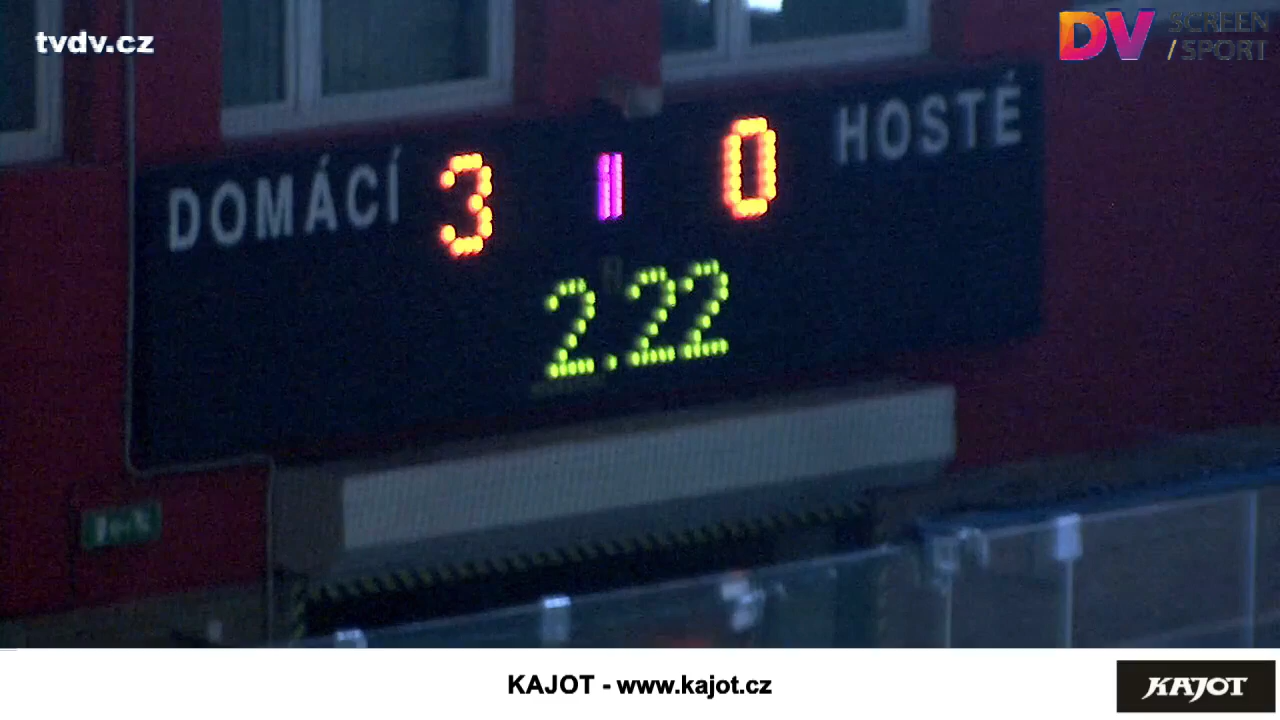 tvdv.cz
DV SCREEN
/SPORT
DOMÁCÍ 3 II 0 HOSTÉ
2.22
KAJOT - www.kajot.cz
KAJOT